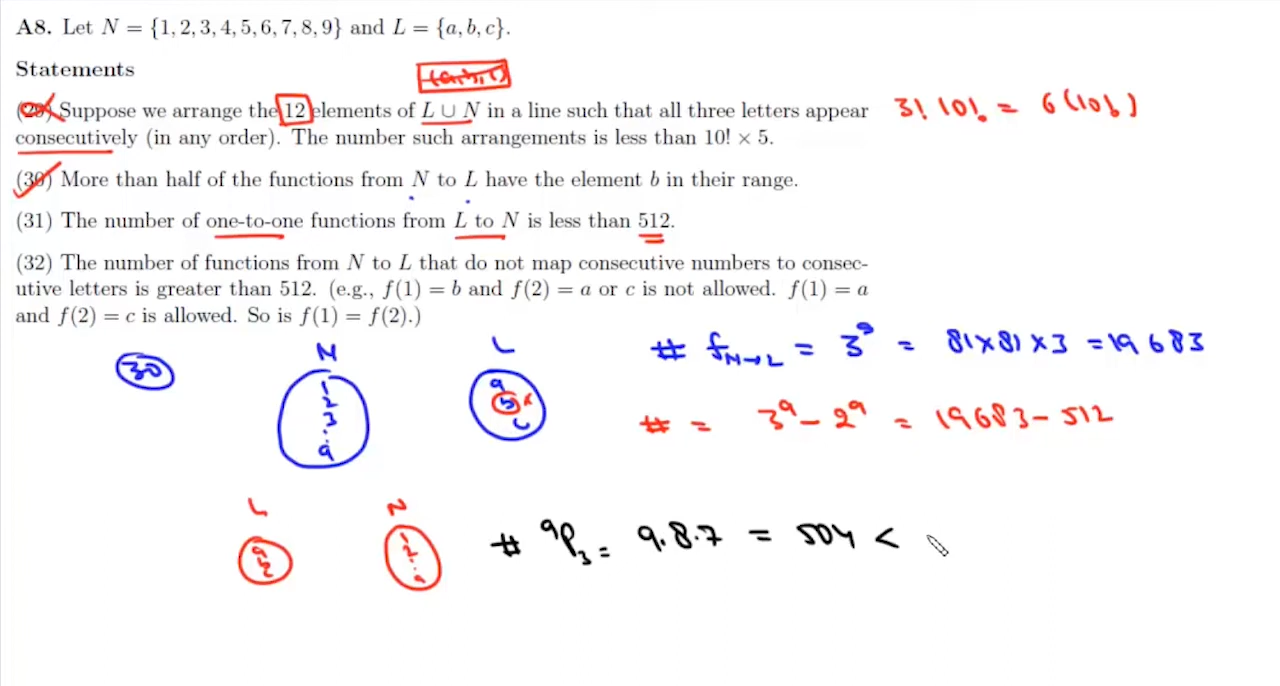 A8. Let N = {1, 2, 3, 4, 5, 6, 7, 8, 9} and L = {a, b, c}.
Statements
(a,b,c)
(29) Suppose we arrange the 12 elements of L ∪ N in a line such that all three letters appear
3! 10! = 6(10!)
consecutively (in any order). The number such arrangements is less than 10! × 5.
(30) More than half of the functions from N to L have the element b in their range.
(31) The number of one-to-one functions from L to N is less than 512.
(32) The number of functions from N to L that do not map consecutive numbers to consec-
utive letters is greater than 512. (e.g., f(1) = b and f(2) = a or c is not allowed. f(1) = a
and f(2) = c is allowed. So is f(1) = f(2).)
30
N
L
# f N→L = 3⁹ = 81×81×3 = 19683
1
2
3
.
9
a
b
c
# = 3⁹ - 2⁹ = 19683 - 512
L
N
a
b
c
1
2
.
9
# ⁹P₃ = 9.8.7 = 504 <